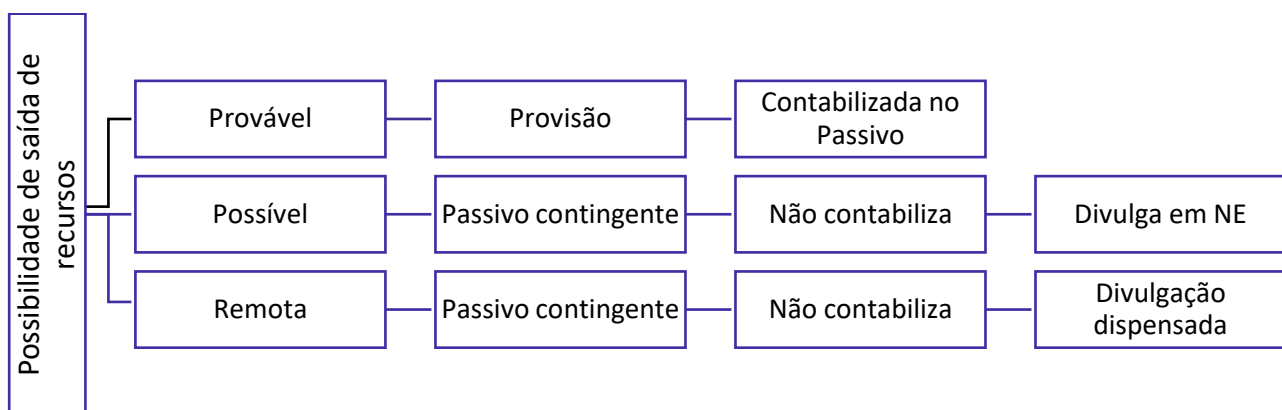 Possibilidade de saída de
recursos
Provável
Provisão
Contabilizada no
Passivo
Possível
Passivo contingente
Não contabiliza
Divulga em NE
Remota
Passivo contingente
Não contabiliza
Divulgação
dispensada